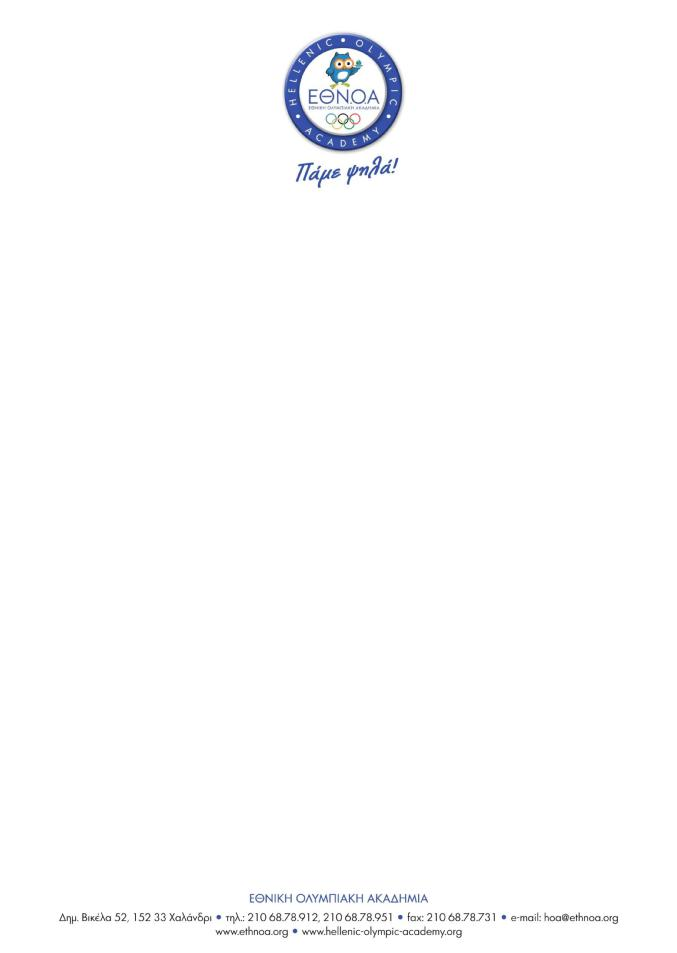 HELLENIC • OLYMPIC • ACADEMY •
ΕΘΝΟΑ
ΕΘΝΙΚΗ ΟΛΥΜΠΙΑΚΗ ΑΚΑΔΗΜΙΑ
Πάμε ψηλά!
ΕΘΝΙΚΗ ΟΛΥΜΠΙΑΚΗ ΑΚΑΔΗΜΙΑ
Δημ. Βικέλα 52, 152 33 Χαλάνδρι • τηλ.: 210 68.78.912, 210 68.78.951 • fax: 210 68.78.731 • e-mail: hoa@ethnoa.org
www.ethnoa.org • www.hellenic-olympic-academy.org